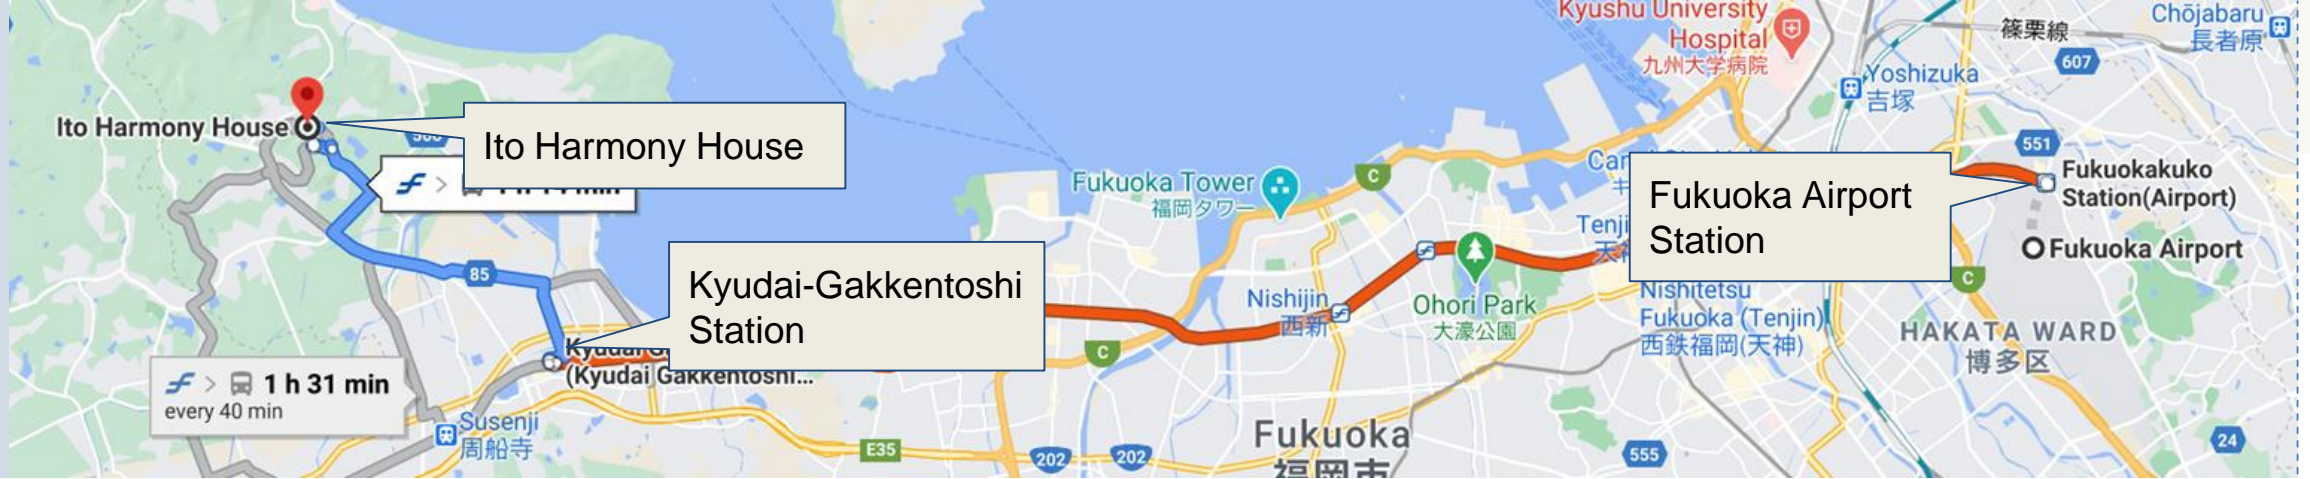 Kyushu University
Hospital
九州大学病院
Chōjabaru
長者原
篠栗線
607
Yoshizuka
吉塚
Ito Harmony House
Ito Harmony House
551
Fukuoka Tower
福岡タワー
C
Fukuoka Airport
Station
Fukuokakuko
Station(Airport)
Fukuoka Airport
85
Kyudai-Gakkentoshi
Station
Nishijin
西新
Ohori Park
大濠公園
Nishitetsu
Fukuoka (Tenjin)
西鉄福岡(天神)
C
HAKATA WARD
博多区
C
(Kyudai Gakkentoshi...
1 h 31 min
every 40 min
Susenji
周船寺
E35
202
202
Fukuoka
福岡市
555
24